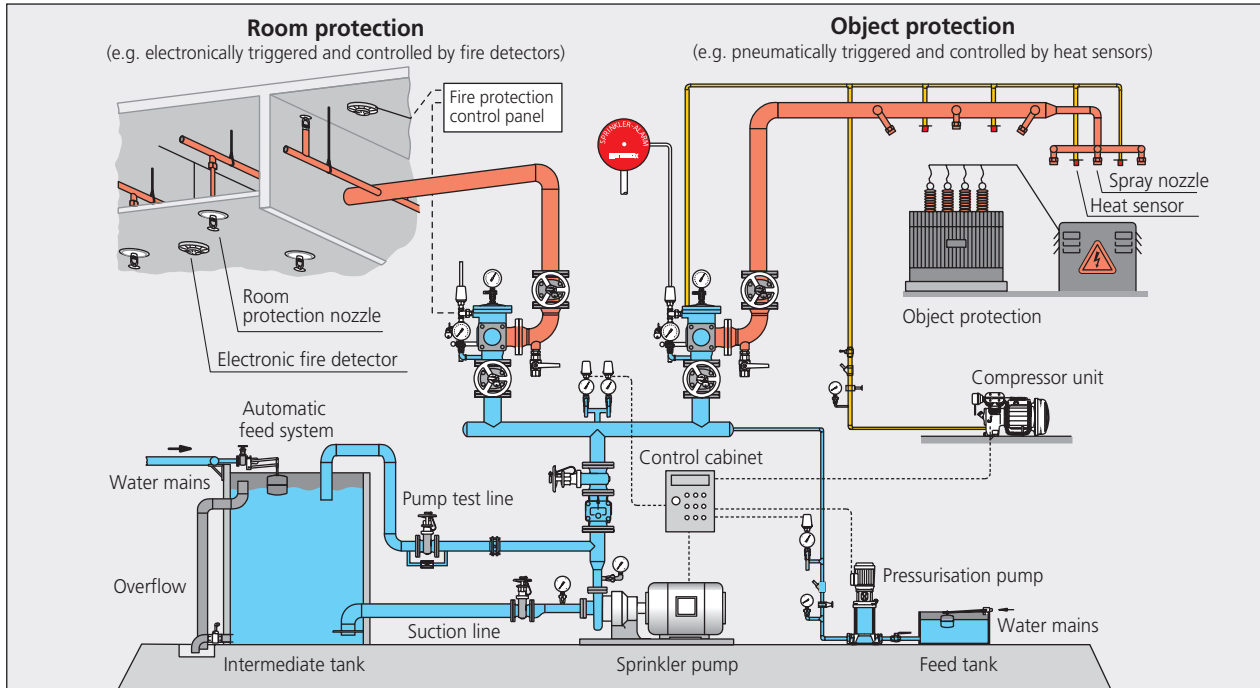 Room protection
(e.g. electronically triggered and controlled by fire detectors)
Object protection
(e.g. pneumatically triggered and controlled by heat sensors)
Fire protection
control panel
SPRINKLER-ALARM
Spray nozzle
Heat sensor
Room
protection nozzle
Electronic fire detector
Object protection
Compressor unit
Automatic
feed system
Water mains
Control cabinet
Pump test line
Overflow
Pressurisation pump
Suction line
Water mains
Intermediate tank
Sprinkler pump
Feed tank